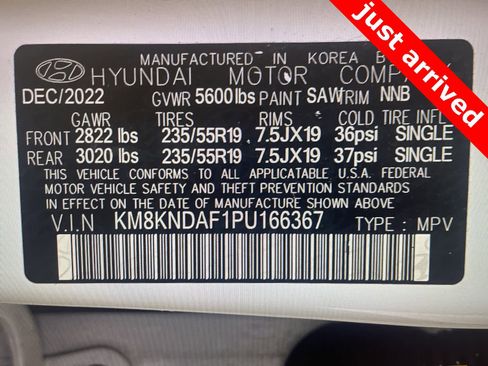 just arrived
MANUFACTURED IN KOREA B
HYUNDAI MOTOR COMP Y
DEC/2022 GVWR 5600lbs PAINT SAW TRIM NNB
GAWR TIRES RIMS COLD TIRE INFL
FRONT 2822 lbs 235/55R19 7.5JX19 36psi SINGLE
REAR 3020 lbs 235/55R19 7.5JX19 37psi SINGLE
THIS VEHICLE CONFORMS TO ALL APPLICABLE U.S.A. FEDERAL
MOTOR VEHICLE SAFETY AND THEFT PREVENTION STANDARDS
IN EFFECT ON THE DATE OF MANUFACTURE SHOWN ABOVE.
V.I.N KM8KNDAF1PU166367 TYPE : MPV